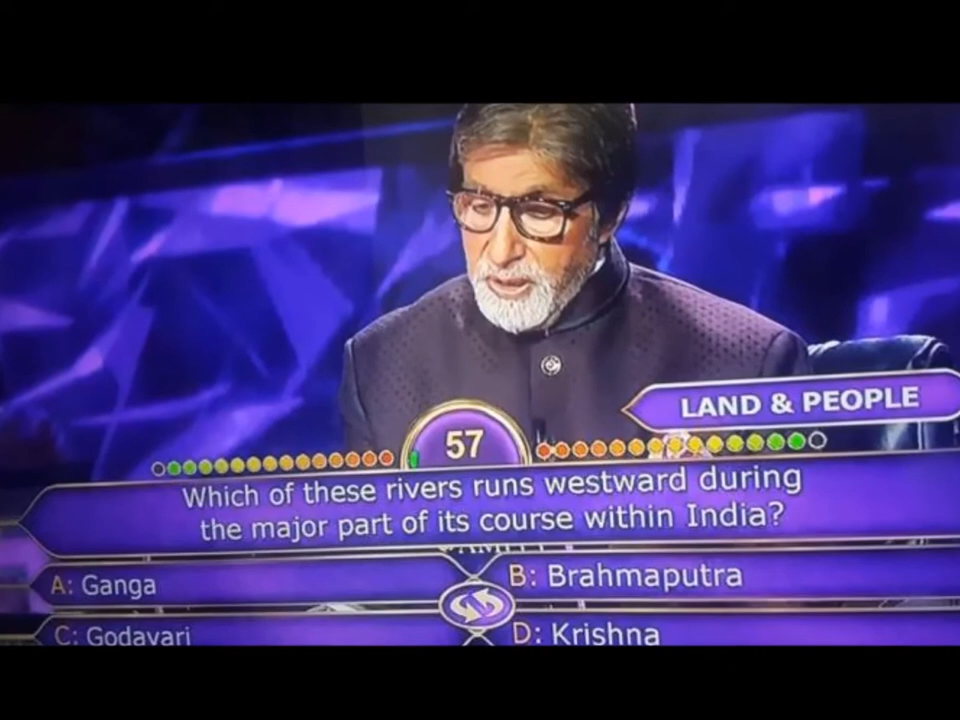 LAND & PEOPLE
57
Which of these rivers runs westward during
the major part of its course within India?
A: Ganga
B: Brahmaputra
C: Godavari
D: Krishna